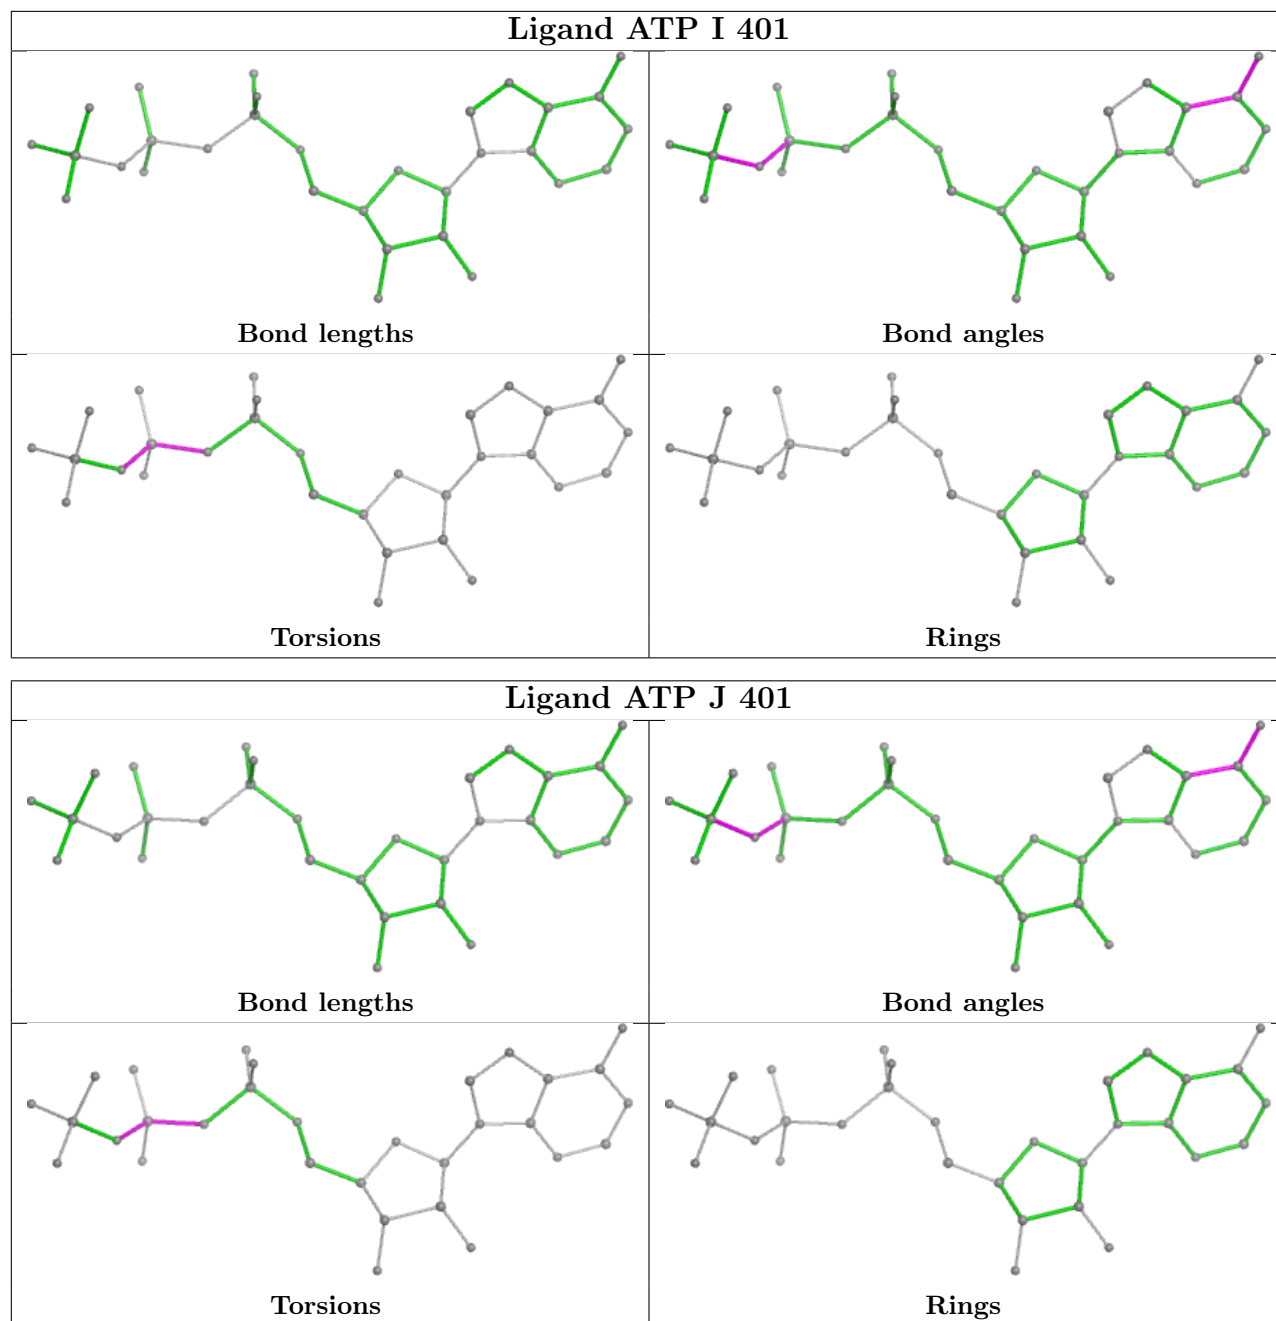 Ligand ATP I 401
Bond lengths
Bond angles
Torsions
Rings
Ligand ATP J 401
Bond lengths
Bond angles
Torsions
Rings